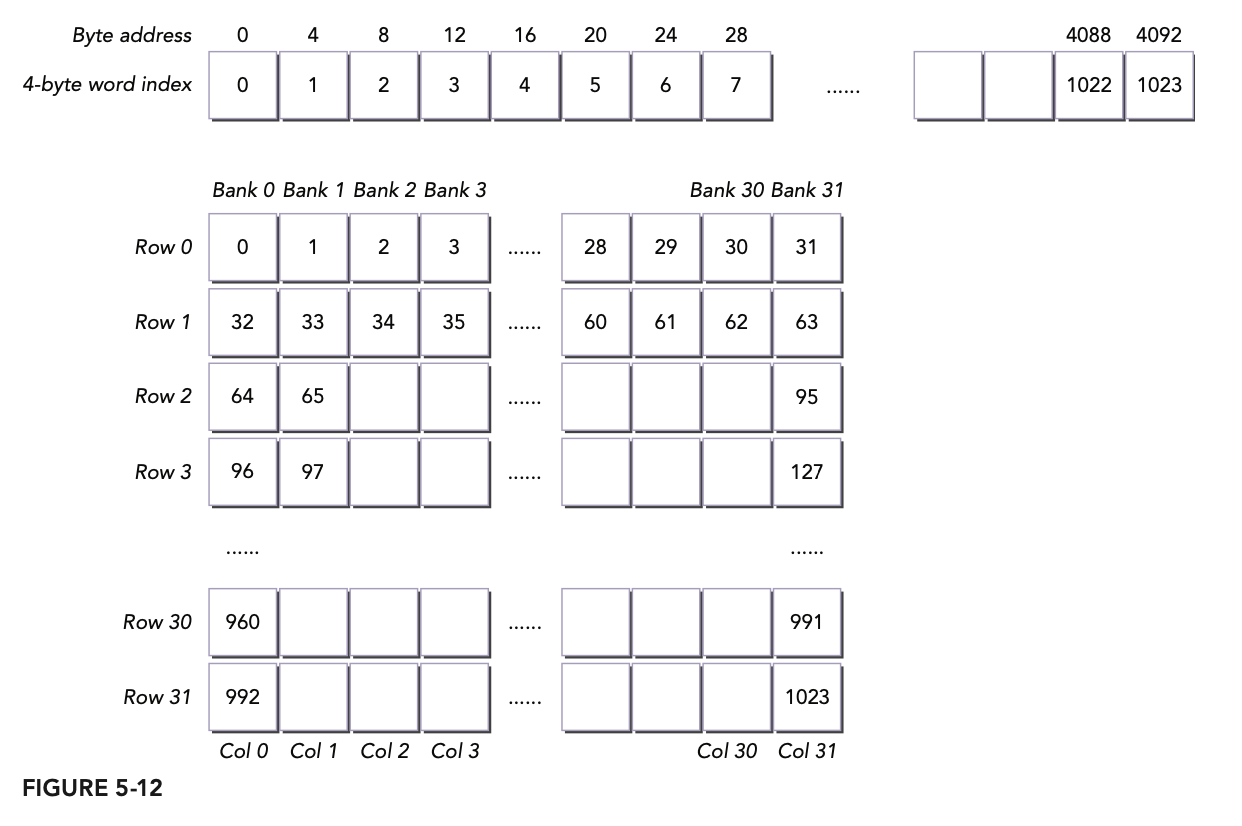 Byte address 0 4 8 12 16 20 24 28 4088 4092
4-byte word index 0 1 2 3 4 5 6 7 ...... 1022 1023
Bank 0 Bank 1 Bank 2 Bank 3 Bank 30 Bank 31
Row 0 0 1 2 3 ...... 28 29 30 31
Row 1 32 33 34 35 ...... 60 61 62 63
Row 2 64 65 ...... 95
Row 3 96 97 ...... 127
...... ......
Row 30 960 ...... 991
Row 31 992 ...... 1023
Col 0 Col 1 Col 2 Col 3 Col 30 Col 31
FIGURE 5-12